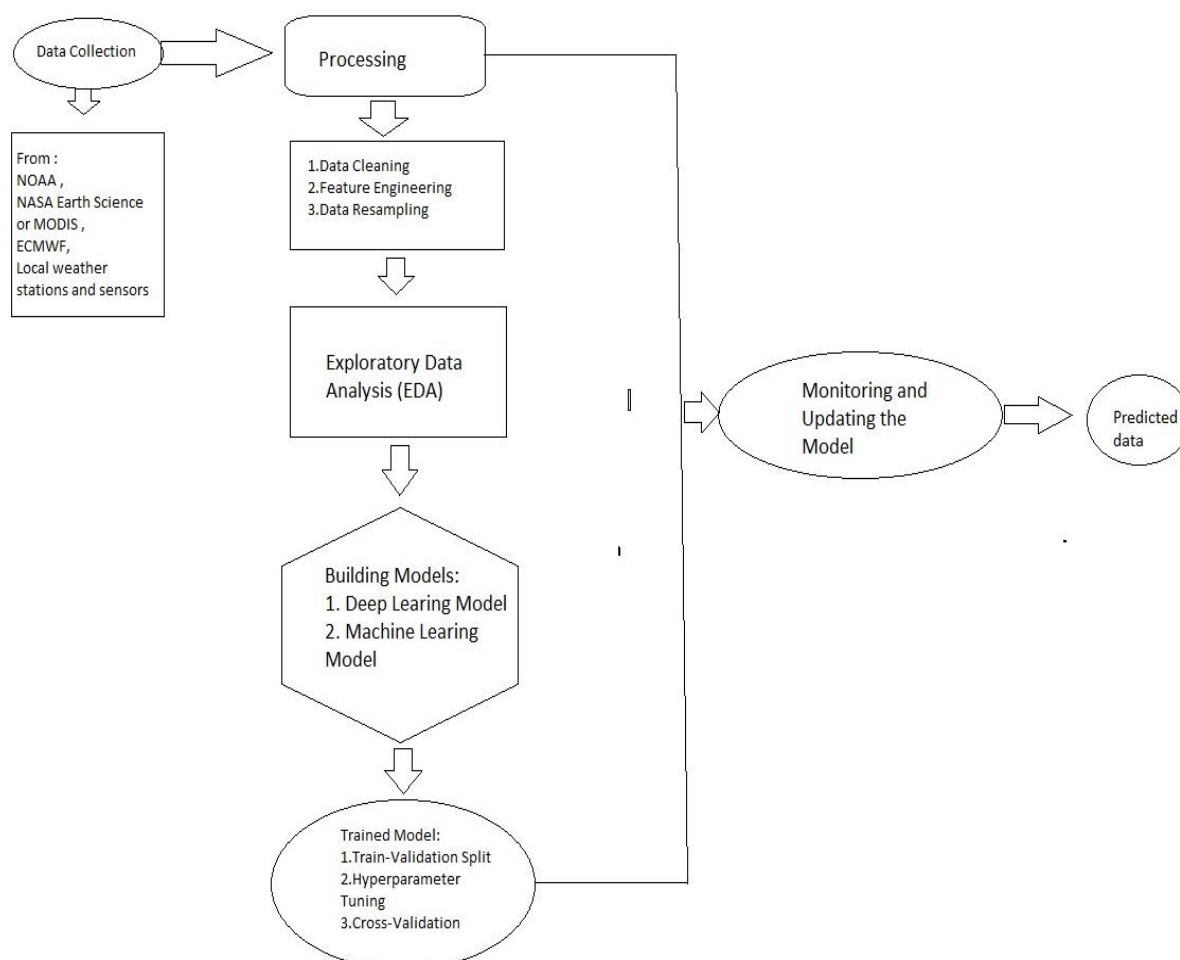 Data Collection
Processing
From :
NOAA ,
NASA Earth Science
or MODIS ,
ECMWF,
Local weather
stations and sensors
1.Data Cleaning
2.Feature Engineering
3.Data Resampling
Exploratory Data
Analysis (EDA)
Building Models:
1. Deep Learing Model
2. Machine Learing
Model
Trained Model:
1.Train-Validation Split
2.Hyperparameter
Tuning
3.Cross-Validation
Monitoring and
Updating the
Model
Predicted
data